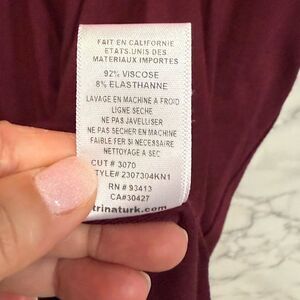 FAIT EN CALIFORNIE
ETATS.UNIS DES
MATERIAUX IMPORTES
92% VISCOSE
8% ELASTHANNE
LAVAGE EN MACHINE A FROID
LIGNE SECHE
NE PAS JAVELLISER
NE PAS SECHER EN MACHINE
FAIBLE FER SI NECESSAIRE
NETTOYAGE A SEC
CUT # 3070
STYLE# 2307304KN1
RN # 93413
CA#30427
trinaturk.com